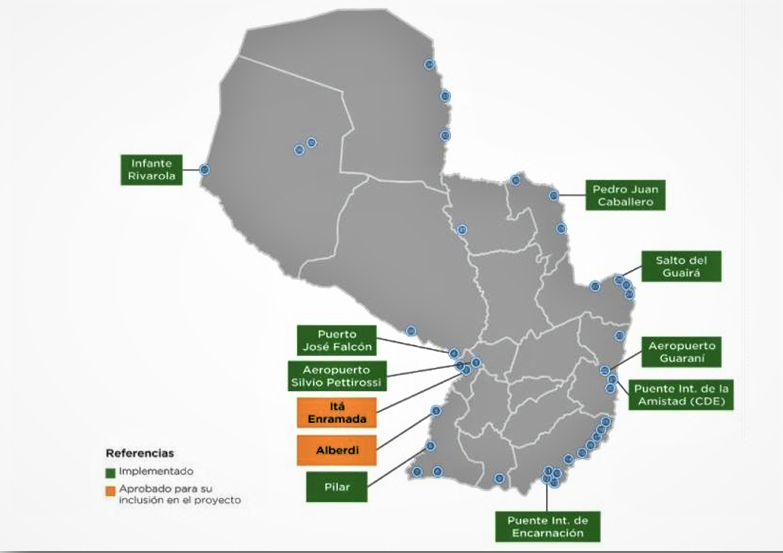 Infante
Rivarola
Pedro Juan
Caballero
Salto del
Guairá
Puerto
José Falcón
Aeropuerto
Guaraní
Aeropuerto
Silvio Pettirossi
Puente Int. de la
Amistad (CDE)
Itá
Enramada
Alberdi
Pilar
Puente Int. de
Encarnación
Referencias
Implementado
Aprobado para su
inclusión en el proyecto